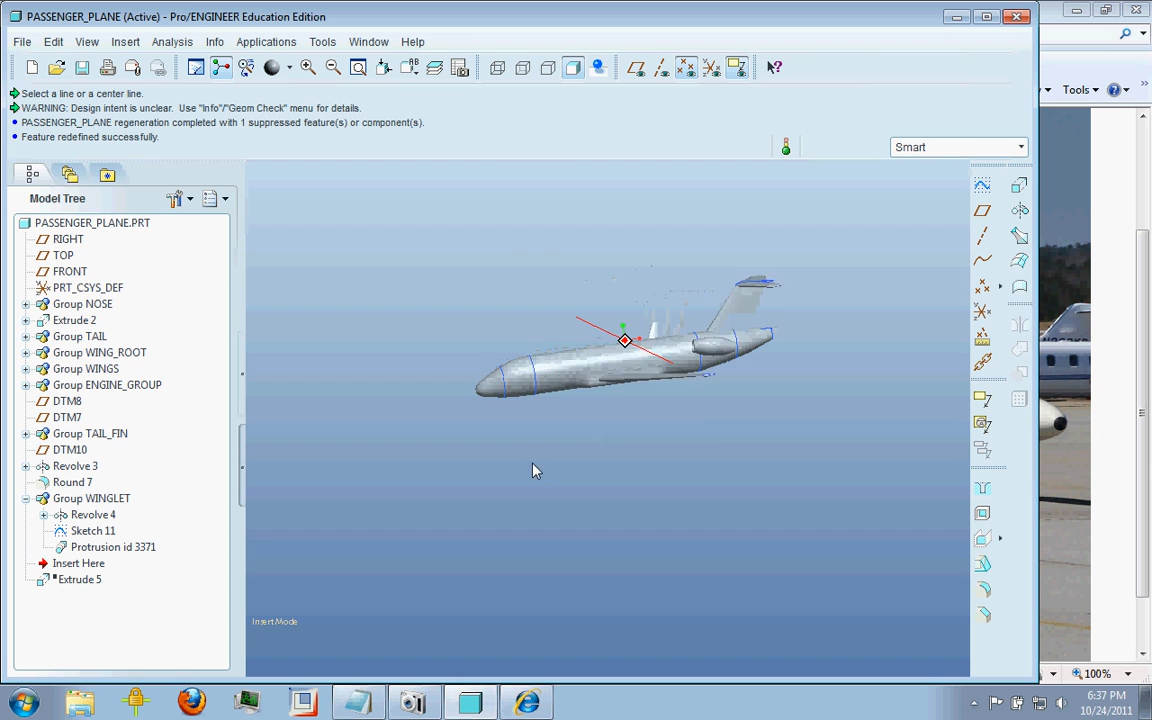 PASSENGER_PLANE (Active) - Pro/ENGINEER Education Edition
File Edit View Insert Analysis Info Applications Tools Window Help
Select a line or a center line.
WARNING: Design intent is unclear. Use "Info"/"Geom Check" menu for details.
PASSENGER_PLANE regeneration completed with 1 suppressed feature(s) or component(s).
Feature redefined successfully.
Smart
Tools
Model Tree
PASSENGER_PLANE.PRT
RIGHT
TOP
FRONT
PRT_CSYS_DEF
Group NOSE
Extrude 2
Group TAIL
Group WING_ROOT
Group WINGS
Group ENGINE_GROUP
DTM8
DTM7
Group TAIL_FIN
DTM10
Revolve 3
Round 7
Group WINGLET
Revolve 4
Sketch 11
Protrusion id 3371
Insert Here
Extrude 5
Insert Mode
100%
6:37 PM
10/24/2011